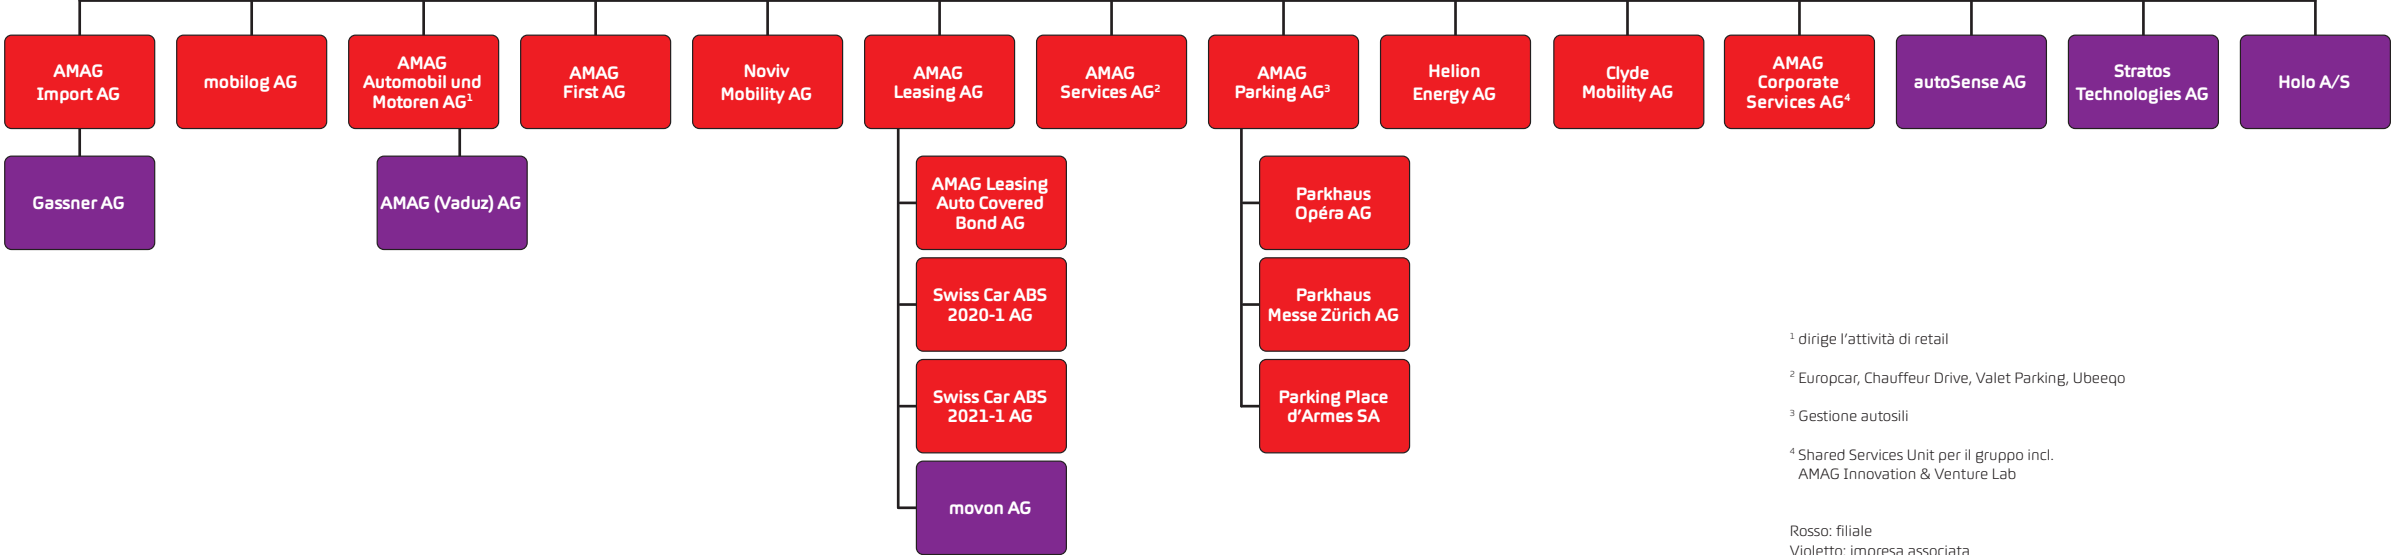 AMAG
Import AG
mobilog AG
AMAG
Automobil und
Motoren AG¹
AMAG
First AG
Noviv
Mobility AG
AMAG
Leasing AG
AMAG
Services AG²
AMAG
Parking AG³
Helion
Energy AG
Clyde
Mobility AG
AMAG
Corporate
Services AG⁴
autoSense AG
Stratos
Technologies AG
Holo A/S
Gassner AG
AMAG (Vaduz) AG
AMAG Leasing
Auto Covered
Bond AG
Swiss Car ABS
2020-1 AG
Swiss Car ABS
2021-1 AG
movon AG
Parkhaus
Opéra AG
Parkhaus
Messe Zürich AG
Parking Place
d'Armes SA
¹ dirige l'attività di retail
² Europcar, Chauffeur Drive, Valet Parking, Ubeeqo
³ Gestione autosili
⁴ Shared Services Unit per il gruppo incl.
AMAG Innovation & Venture Lab
Rosso: filiale
Violetto: impresa associata